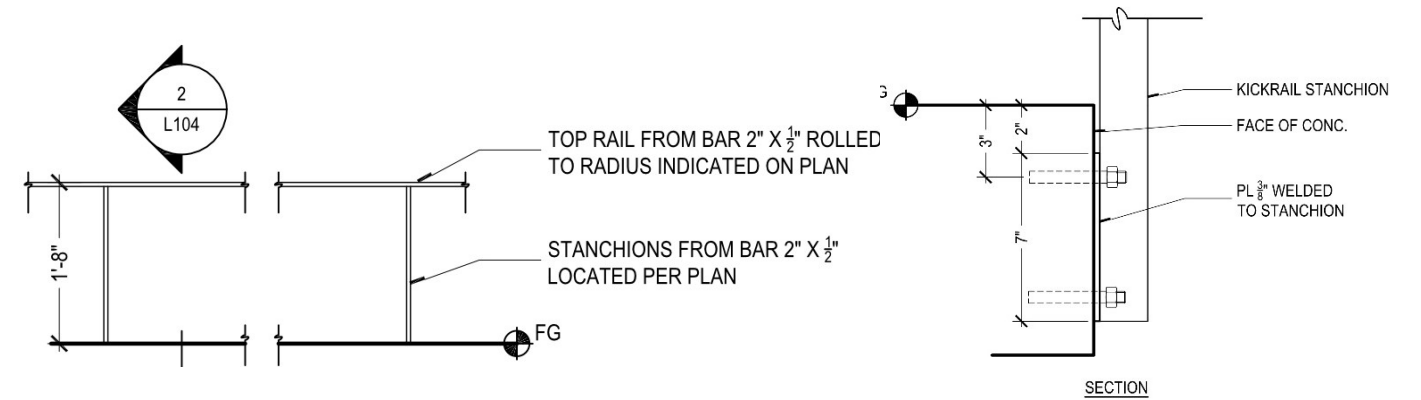 2
L104
TOP RAIL FROM BAR 2" X 1/2" ROLLED
TO RADIUS INDICATED ON PLAN
1'-8"
STANCHIONS FROM BAR 2" X 1/2"
LOCATED PER PLAN
FG
G
3"
2"
7"
KICKRAIL STANCHION
FACE OF CONC.
PL 3/8" WELDED
TO STANCHION
SECTION